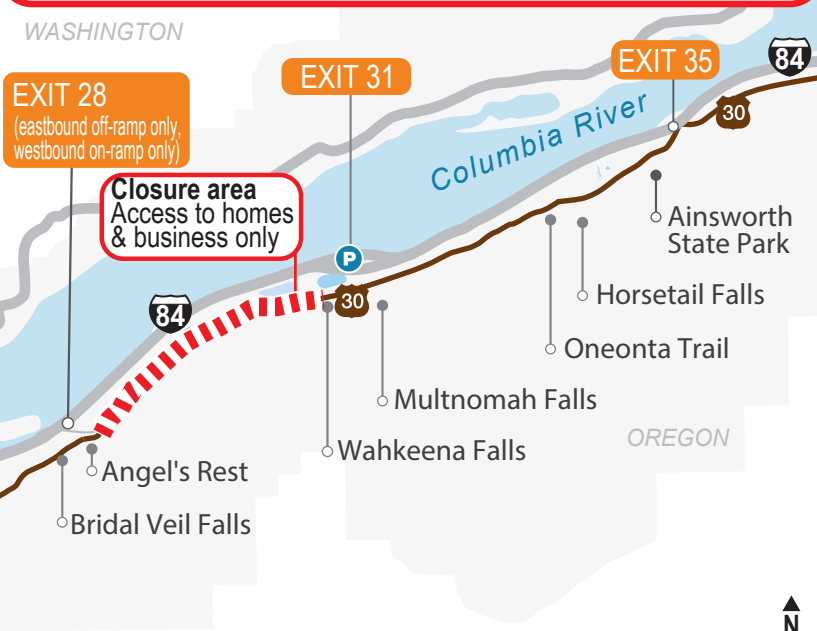 WASHINGTON
EXIT 28
(eastbound off-ramp only,
westbound on-ramp only)
EXIT 31
EXIT 35
84
30
Columbia River
Closure area
Access to homes
& business only
P
Ainsworth
State Park
Horsetail Falls
84
30
Oneonta Trail
Multnomah Falls
OREGON
Wahkeena Falls
Angel's Rest
Bridal Veil Falls
N